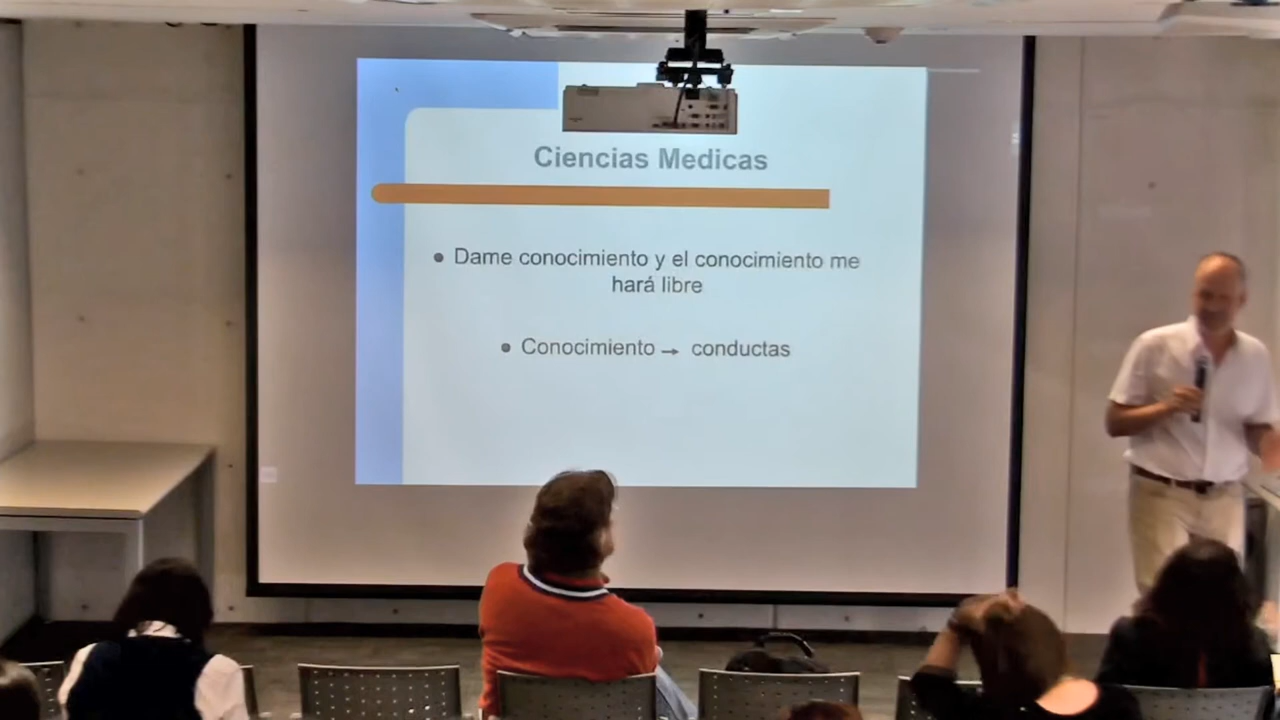 Ciencias Medicas
• Dame conocimiento y el conocimiento me
hará libre
• Conocimiento → conductas